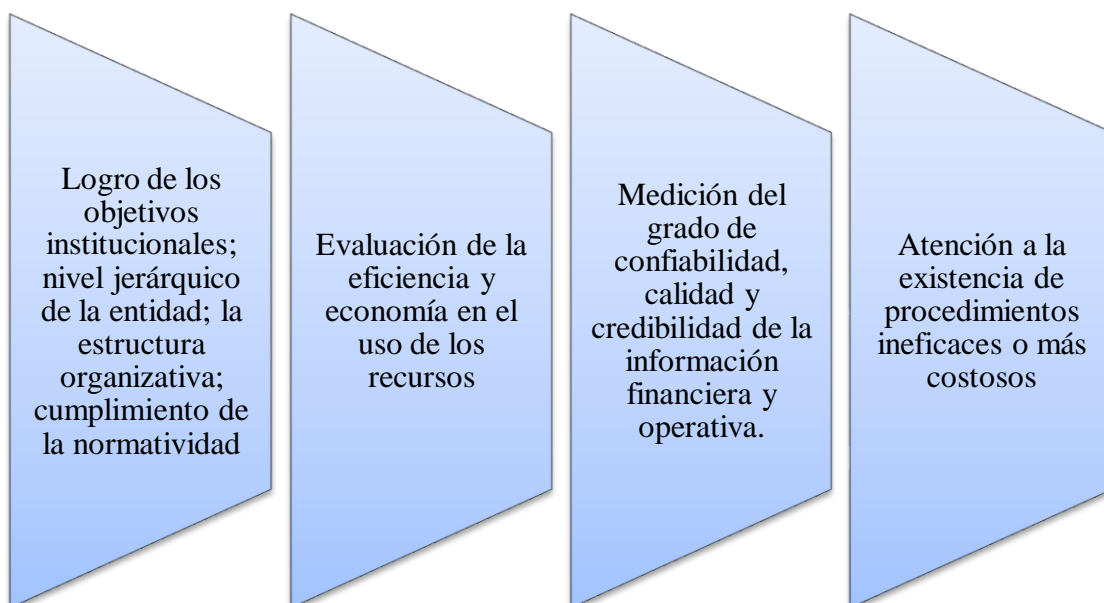 Logro de los
objetivos
institucionales;
nivel jerárquico
de la entidad; la
estructura
organizativa;
cumplimiento de
la normatividad
Evaluación de la
eficiencia y
economía en el
uso de los
recursos
Medición del
grado de
confiabilidad,
calidad y
credibilidad de la
información
financiera y
operativa.
Atención a la
existencia de
procedimientos
ineficaces o más
costosos